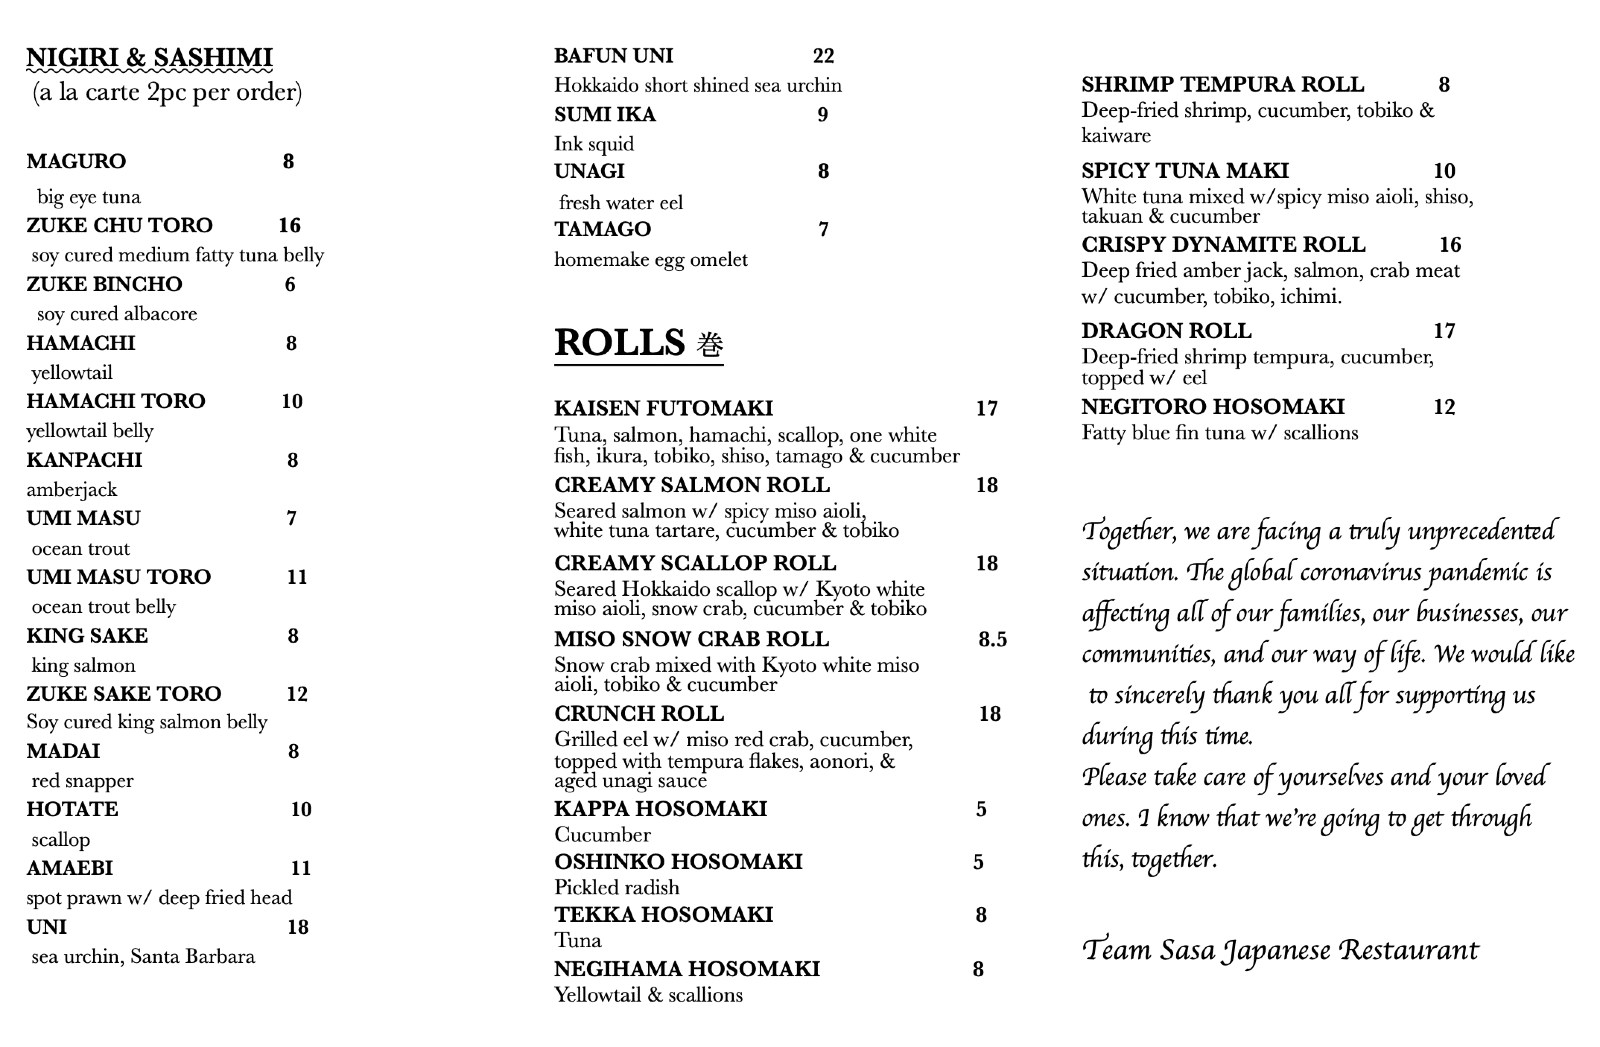 NIGIRI & SASHIMI
(a la carte 2pc per order)
MAGURO 8
big eye tuna
ZUKE CHU TORO 16
soy cured medium fatty tuna belly
ZUKE BINCHO 6
soy cured albacore
HAMACHI 8
yellowtail
HAMACHI TORO 10
yellowtail belly
KANPACHI 8
amberjack
UMI MASU 7
ocean trout
UMI MASU TORO 11
ocean trout belly
KING SAKE 8
king salmon
ZUKE SAKE TORO 12
Soy cured king salmon belly
MADAI 8
red snapper
HOTATE 10
scallop
AMAEBI 11
spot prawn w/ deep fried head
UNI 18
sea urchin, Santa Barbara
BAFUN UNI 22
Hokkaido short shined sea urchin
SUMI IKA 9
Ink squid
UNAGI 8
fresh water eel
TAMAGO 7
homemake egg omelet
ROLLS 巻
KAISEN FUTOMAKI 17
Tuna, salmon, hamachi, scallop, one white
fish, ikura, tobiko, shiso, tamago & cucumber
CREAMY SALMON ROLL 18
Seared salmon w/ spicy miso aioli,
white tuna tartare, cucumber & tobiko
CREAMY SCALLOP ROLL 18
Seared Hokkaido scallop w/ Kyoto white
miso aioli, snow crab, cucumber & tobiko
MISO SNOW CRAB ROLL 8.5
Snow crab mixed with Kyoto white miso
aioli, tobiko & cucumber
CRUNCH ROLL 18
Grilled eel w/ miso red crab, cucumber,
topped with tempura flakes, aonori, &
aged unagi sauce
KAPPA HOSOMAKI 5
Cucumber
OSHINKO HOSOMAKI 5
Pickled radish
TEKKA HOSOMAKI 8
Tuna
NEGIHAMA HOSOMAKI 8
Yellowtail & scallions
SHRIMP TEMPURA ROLL 8
Deep-fried shrimp, cucumber, tobiko &
kaiware
SPICY TUNA MAKI 10
White tuna mixed w/spicy miso aioli, shiso,
takuan & cucumber
CRISPY DYNAMITE ROLL 16
Deep fried amber jack, salmon, crab meat
w/ cucumber, tobiko, ichimi.
DRAGON ROLL 17
Deep-fried shrimp tempura, cucumber,
topped w/ eel
NEGITORO HOSOMAKI 12
Fatty blue fin tuna w/ scallions
Together, we are facing a truly unprecedented
situation. The global coronavirus pandemic is
affecting all of our families, our businesses, our
communities, and our way of life. We would like
to sincerely thank you all for supporting us
during this time.
Please take care of yourselves and your loved
ones. I know that we're going to get through
this, together.
Team Sasa Japanese Restaurant